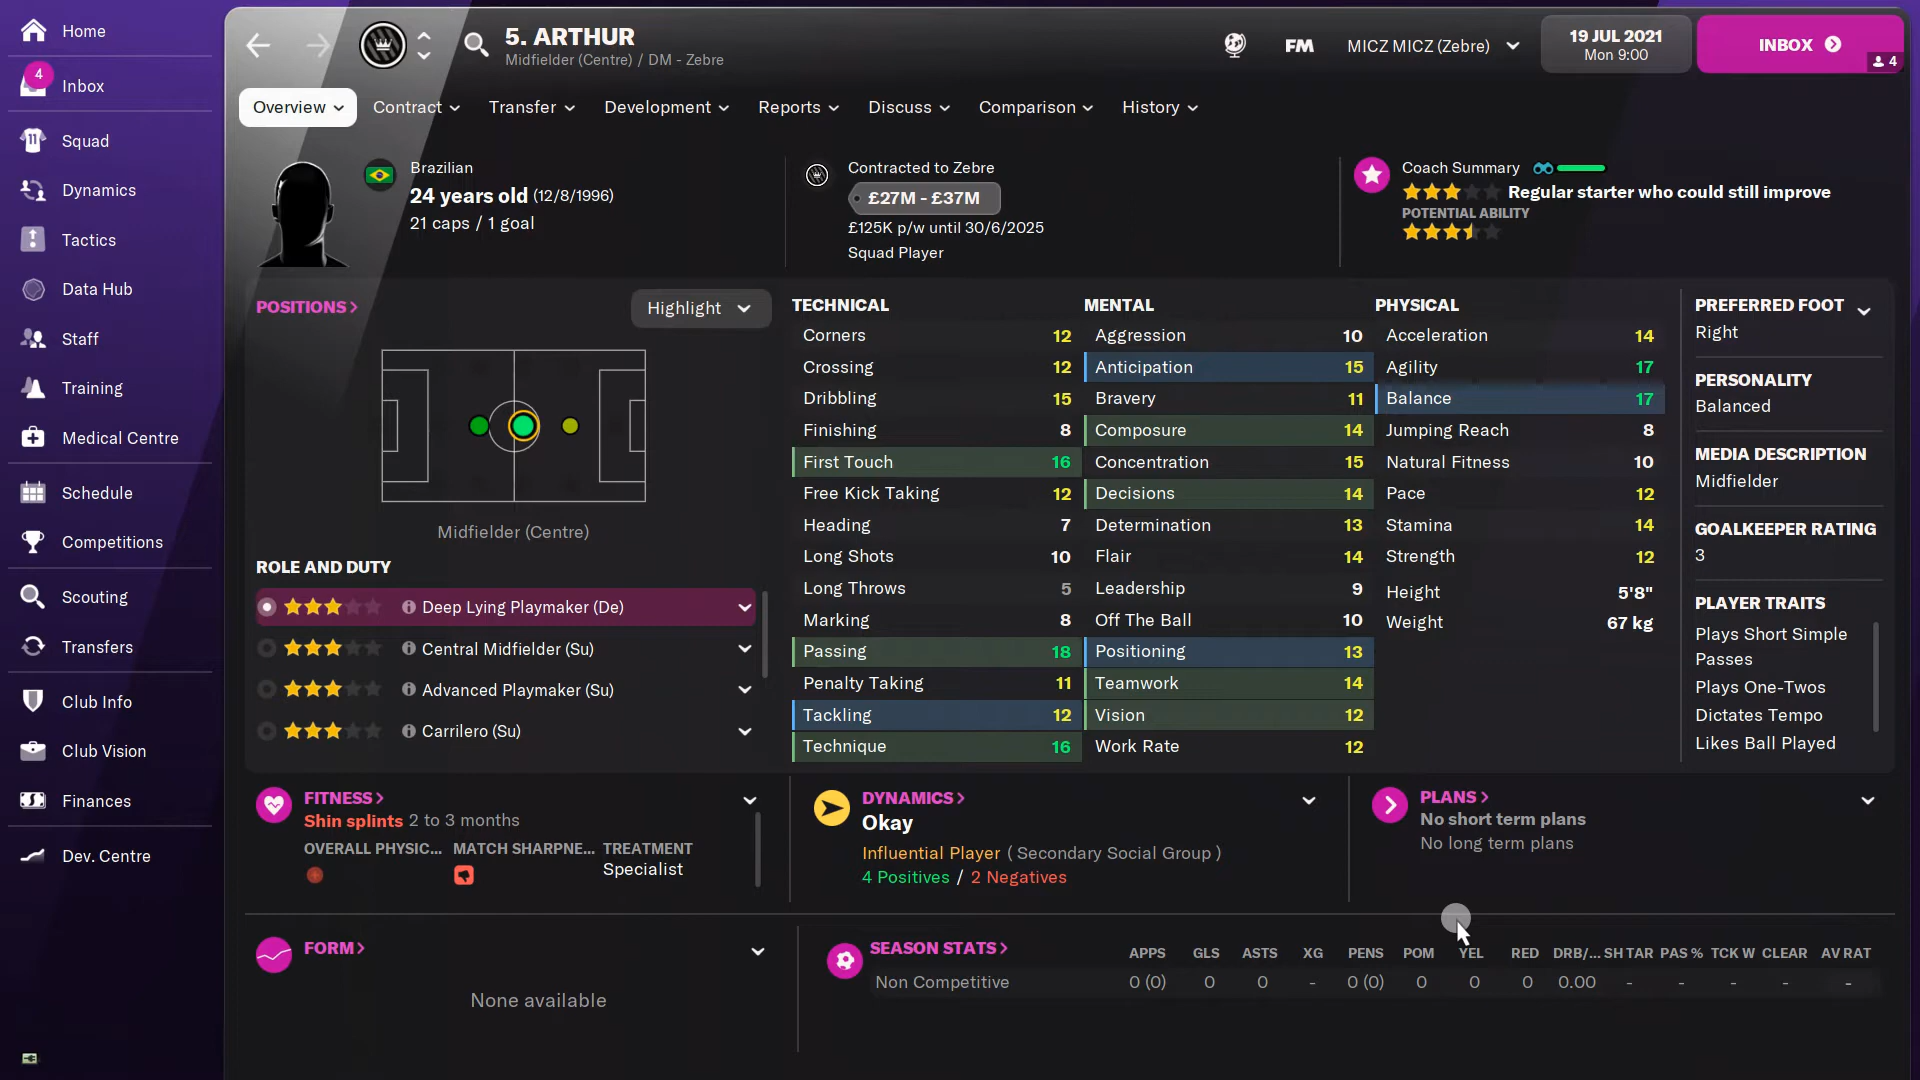 Home
4
Inbox
11
Squad
Dynamics
Tactics
Data Hub
Staff
Training
Medical Centre
Schedule
Competitions
Scouting
Transfers
Club Info
Club Vision
Finances
Dev. Centre
5. ARTHUR
Midfielder (Centre) / DM - Zebre
FM
MICZ MICZ (Zebre)
19 JUL 2021
Mon 9:00
INBOX
4
Overview
Contract
Transfer
Development
Reports
Discuss
Comparison
History
Brazilian
24 years old (12/8/1996)
21 caps / 1 goal
Contracted to Zebre
£27M - £37M
£125K p/w until 30/6/2025
Squad Player
Coach Summary
Regular starter who could still improve
POTENTIAL ABILITY
POSITIONS
Highlight
Midfielder (Centre)
ROLE AND DUTY
Deep Lying Playmaker (De)
Central Midfielder (Su)
Advanced Playmaker (Su)
Carrilero (Su)
TECHNICAL
Corners 12
Crossing 12
Dribbling 15
Finishing 8
First Touch 16
Free Kick Taking 12
Heading 7
Long Shots 10
Long Throws 5
Marking 8
Passing 18
Penalty Taking 11
Tackling 12
Technique 16
MENTAL
Aggression 10
Anticipation 15
Bravery 11
Composure 14
Concentration 15
Decisions 14
Determination 13
Flair 14
Leadership 9
Off The Ball 10
Positioning 13
Teamwork 14
Vision 12
Work Rate 12
PHYSICAL
Acceleration 14
Agility 17
Balance 17
Jumping Reach 8
Natural Fitness 10
Pace 12
Stamina 14
Strength 12
Height 5'8"
Weight 67 kg
PREFERRED FOOT
Right
PERSONALITY
Balanced
MEDIA DESCRIPTION
Midfielder
GOALKEEPER RATING
3
PLAYER TRAITS
Plays Short Simple
Passes
Plays One-Twos
Dictates Tempo
Likes Ball Played
FITNESS
Shin splints 2 to 3 months
OVERALL PHYSIC... MATCH SHARPNE... TREATMENT
Specialist
DYNAMICS
Okay
Influential Player ( Secondary Social Group )
4 Positives / 2 Negatives
PLANS
No short term plans
No long term plans
FORM
None available
SEASON STATS
APPS GLS ASTS XG PENS POM YEL RED DRB/... SH TAR PAS % TCK W CLEAR AV RAT
Non Competitive 0 (0) 0 0 - 0 (0) 0 0 0 0.00 - - - - -